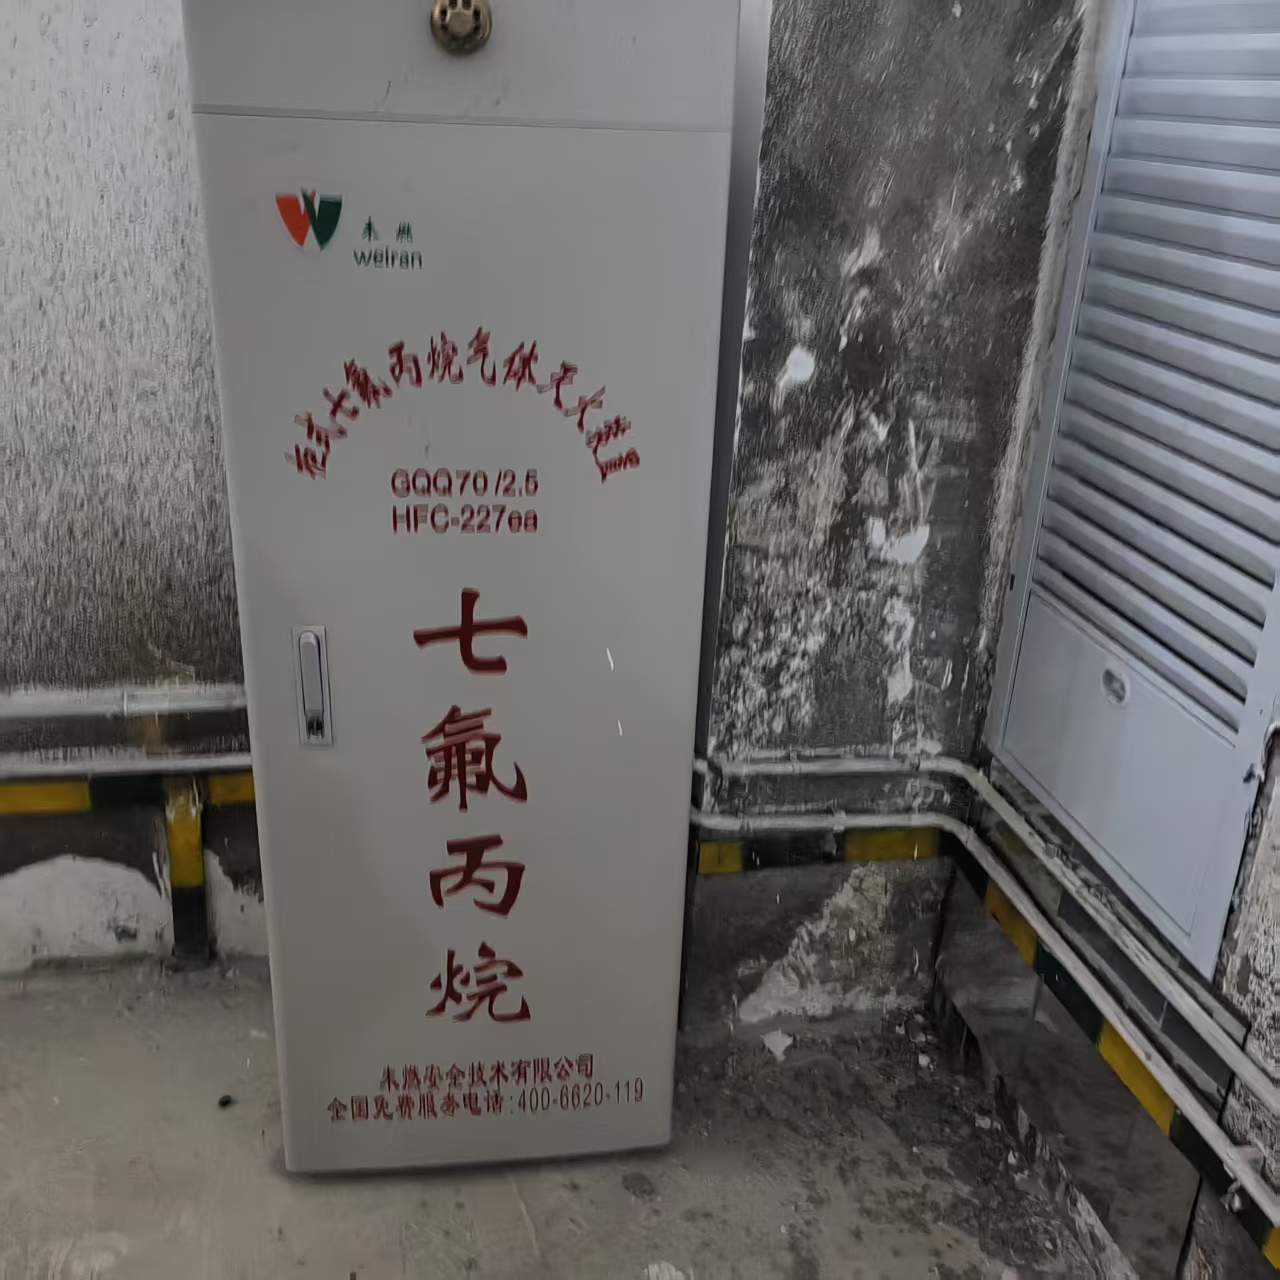 未燃
weiran
柜式七氟丙烷气体灭火装置
GQQ70/2.5
HFC-227ea
七氟丙烷
未燃安全技术有限公司
全国免费服务电话:400-6620-119